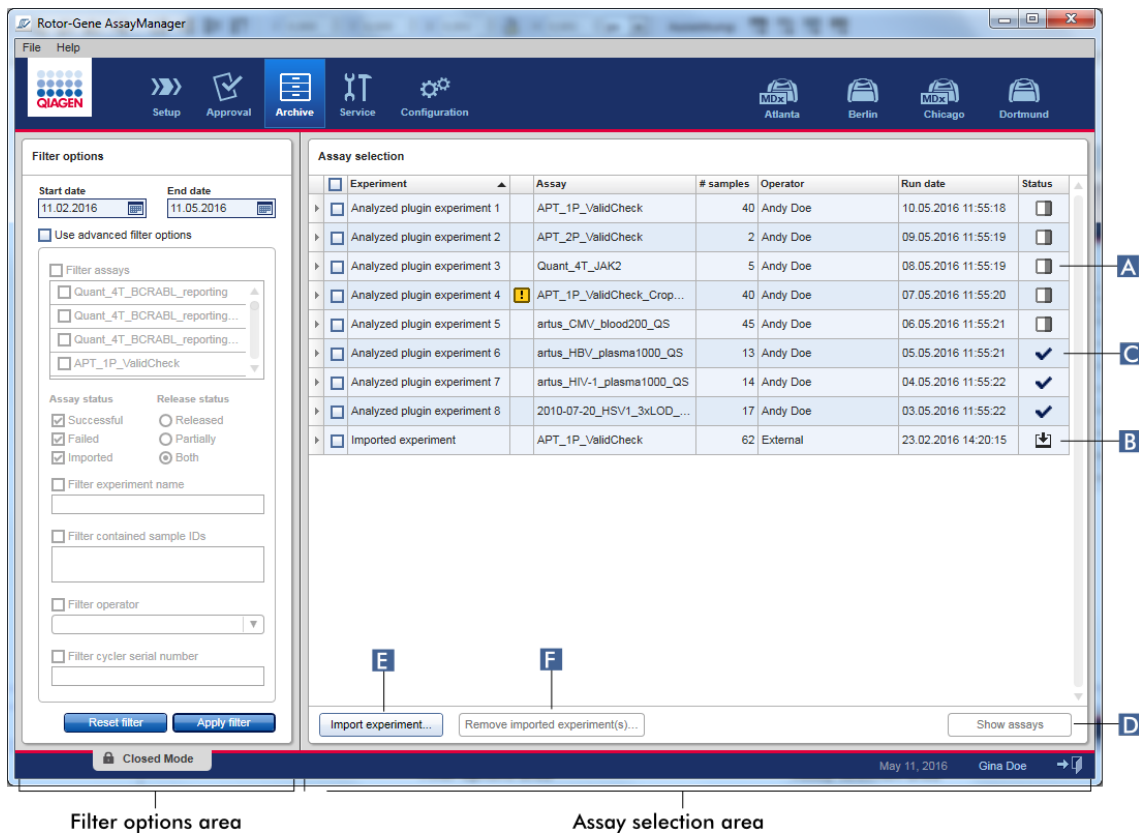 Rotor-Gene AssayManager
File Help
QIAGEN
Setup Approval Archive Service Configuration
MDx Atlanta Berlin MDx Chicago Dortmund
Filter options
Start date End date
11.02.2016 11.05.2016
Use advanced filter options
Filter assays
Quant_4T_BCRABL_reporting
Quant_4T_BCRABL_reporting...
Quant_4T_BCRABL_reporting...
APT_1P_ValidCheck
Assay status Release status
Successful Released
Failed Partially
Imported Both
Filter experiment name
Filter contained sample IDs
Filter operator
Filter cycler serial number
Reset filter Apply filter
Assay selection
Experiment Assay # samples Operator Run date Status
Analyzed plugin experiment 1 APT_1P_ValidCheck 40 Andy Doe 10.05.2016 11:55:18
Analyzed plugin experiment 2 APT_2P_ValidCheck 2 Andy Doe 09.05.2016 11:55:19
Analyzed plugin experiment 3 Quant_4T_JAK2 5 Andy Doe 08.05.2016 11:55:19 A
Analyzed plugin experiment 4 ! APT_1P_ValidCheck_Crop... 40 Andy Doe 07.05.2016 11:55:20
Analyzed plugin experiment 5 artus_CMV_blood200_QS 45 Andy Doe 06.05.2016 11:55:21
Analyzed plugin experiment 6 artus_HBV_plasma1000_QS 13 Andy Doe 05.05.2016 11:55:21 C
Analyzed plugin experiment 7 artus_HIV-1_plasma1000_QS 14 Andy Doe 04.05.2016 11:55:22
Analyzed plugin experiment 8 2010-07-20_HSV1_3xLOD_... 17 Andy Doe 03.05.2016 11:55:22
Imported experiment APT_1P_ValidCheck 62 External 23.02.2016 14:20:15 B
E F
Import experiment... Remove imported experiment(s)... Show assays D
Closed Mode May 11, 2016 Gina Doe
Filter options area Assay selection area